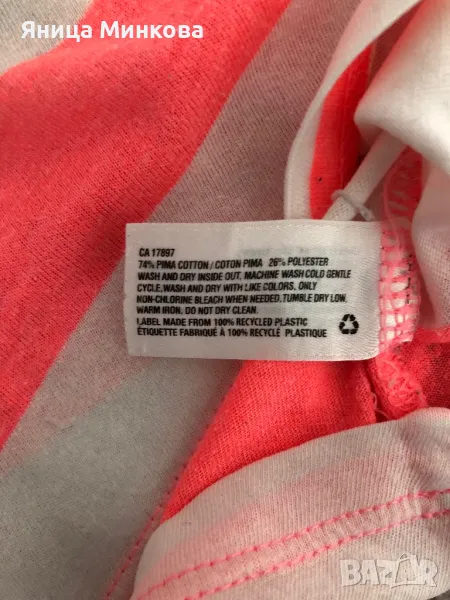 Яница Минкова
CA 17897
74% PIMA COTTON / COTON PIMA 26% POLYESTER
WASH AND DRY INSIDE OUT, MACHINE WASH COLD GENTLE
CYCLE, WASH AND DRY WITH LIKE COLORS, ONLY
NON-CHLORINE BLEACH WHEN NEEDED. TUMBLE DRY LOW,
WARM IRON. DO NOT DRY CLEAN.
LABEL MADE FROM 100% RECYCLED PLASTIC
ÉTIQUETTE FABRIQUÉ À 100% RECYCLÉ PLASTIQUE
BAZAR